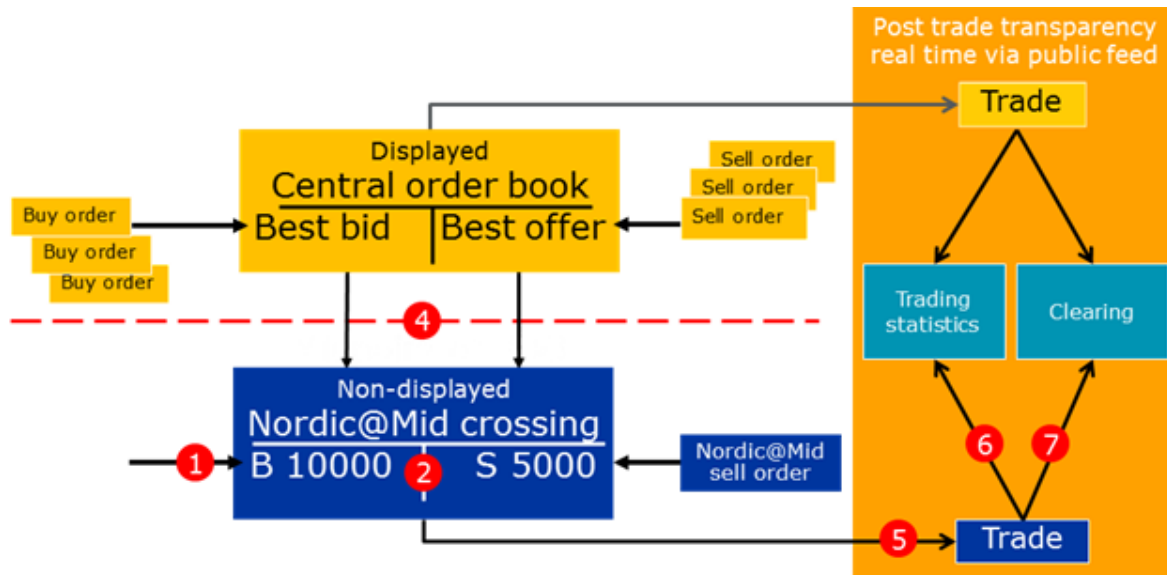 Post trade transparency
real time via public feed
Trade
Displayed
Central order book
Best bid
Best offer
Buy order
Buy order
Buy order
Sell order
Sell order
Sell order
Trading
statistics
Clearing
4
Non-displayed
Nordic@Mid crossing
1
B 10000
2
S 5000
Nordic@Mid
sell order
6
7
5
Trade